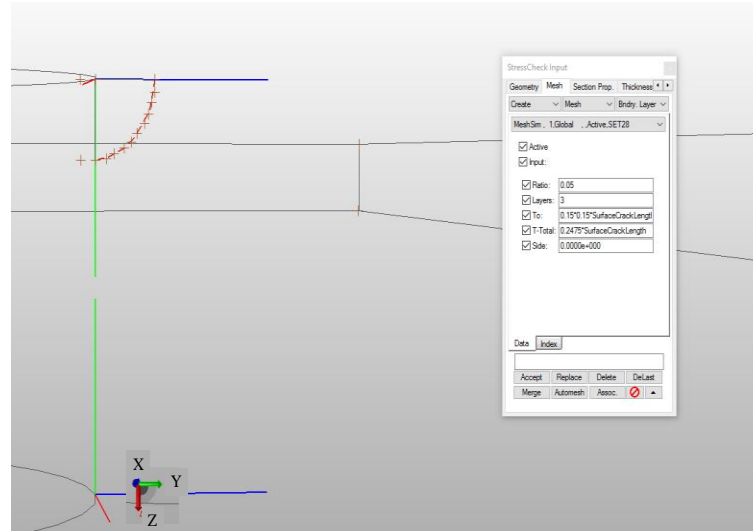 StressCheck Input
Geometry Mesh Section Prop. Thickness
Create Mesh Bndry. Layer
MeshSim , 1.Global , ,Active,SET28
Active
Input:
Ratio: 0.05
Layers: 3
To: 0.15*0.15*SurfaceCrackLengt
T-Total: 0.2475*SurfaceCrackLength
Side: 0.0000e+000
Data Index
Accept Replace Delete DelLast
Merge Automesh Assoc.
X
Y
Z